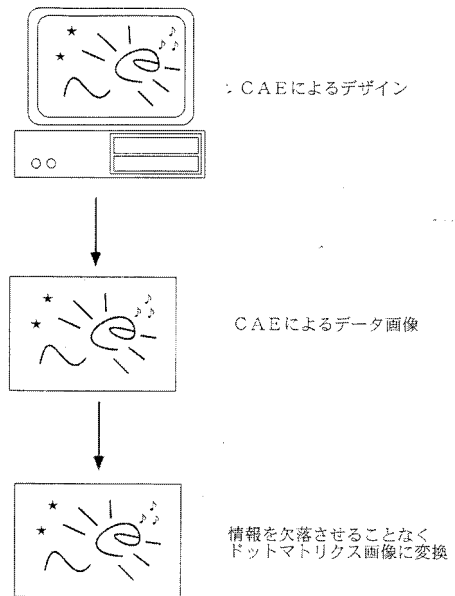 CAEによるデザイン
CAEによるデータ画像
情報を欠落させることなく
ドットマトリクス画像に変換